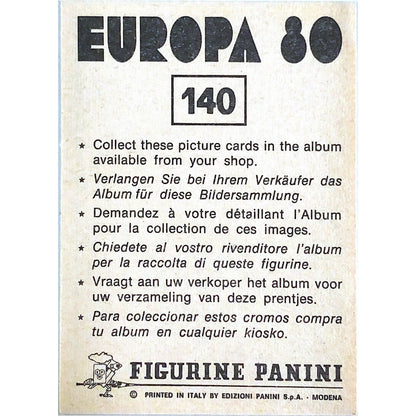 EUROPA 80
140
★ Collect these picture cards in the album
available from your shop.
★ Verlangen Sie bei Ihrem Verkäufer das
Album für diese Bildersammlung.
★ Demandez à votre détaillant l'Album
pour la collection de ces images.
★ Chiedete al vostro rivenditore l'album
per la raccolta di queste figurine.
★ Vraagt aan uw verkoper het album voor
uw verzameling van deze prentjes.
★ Para coleccionar estos cromos compra
tu album en cualquier kiosko.
FIGURINE PANINI
© PRINTED IN ITALY BY EDIZIONI PANINI S.p.A. - MODENA